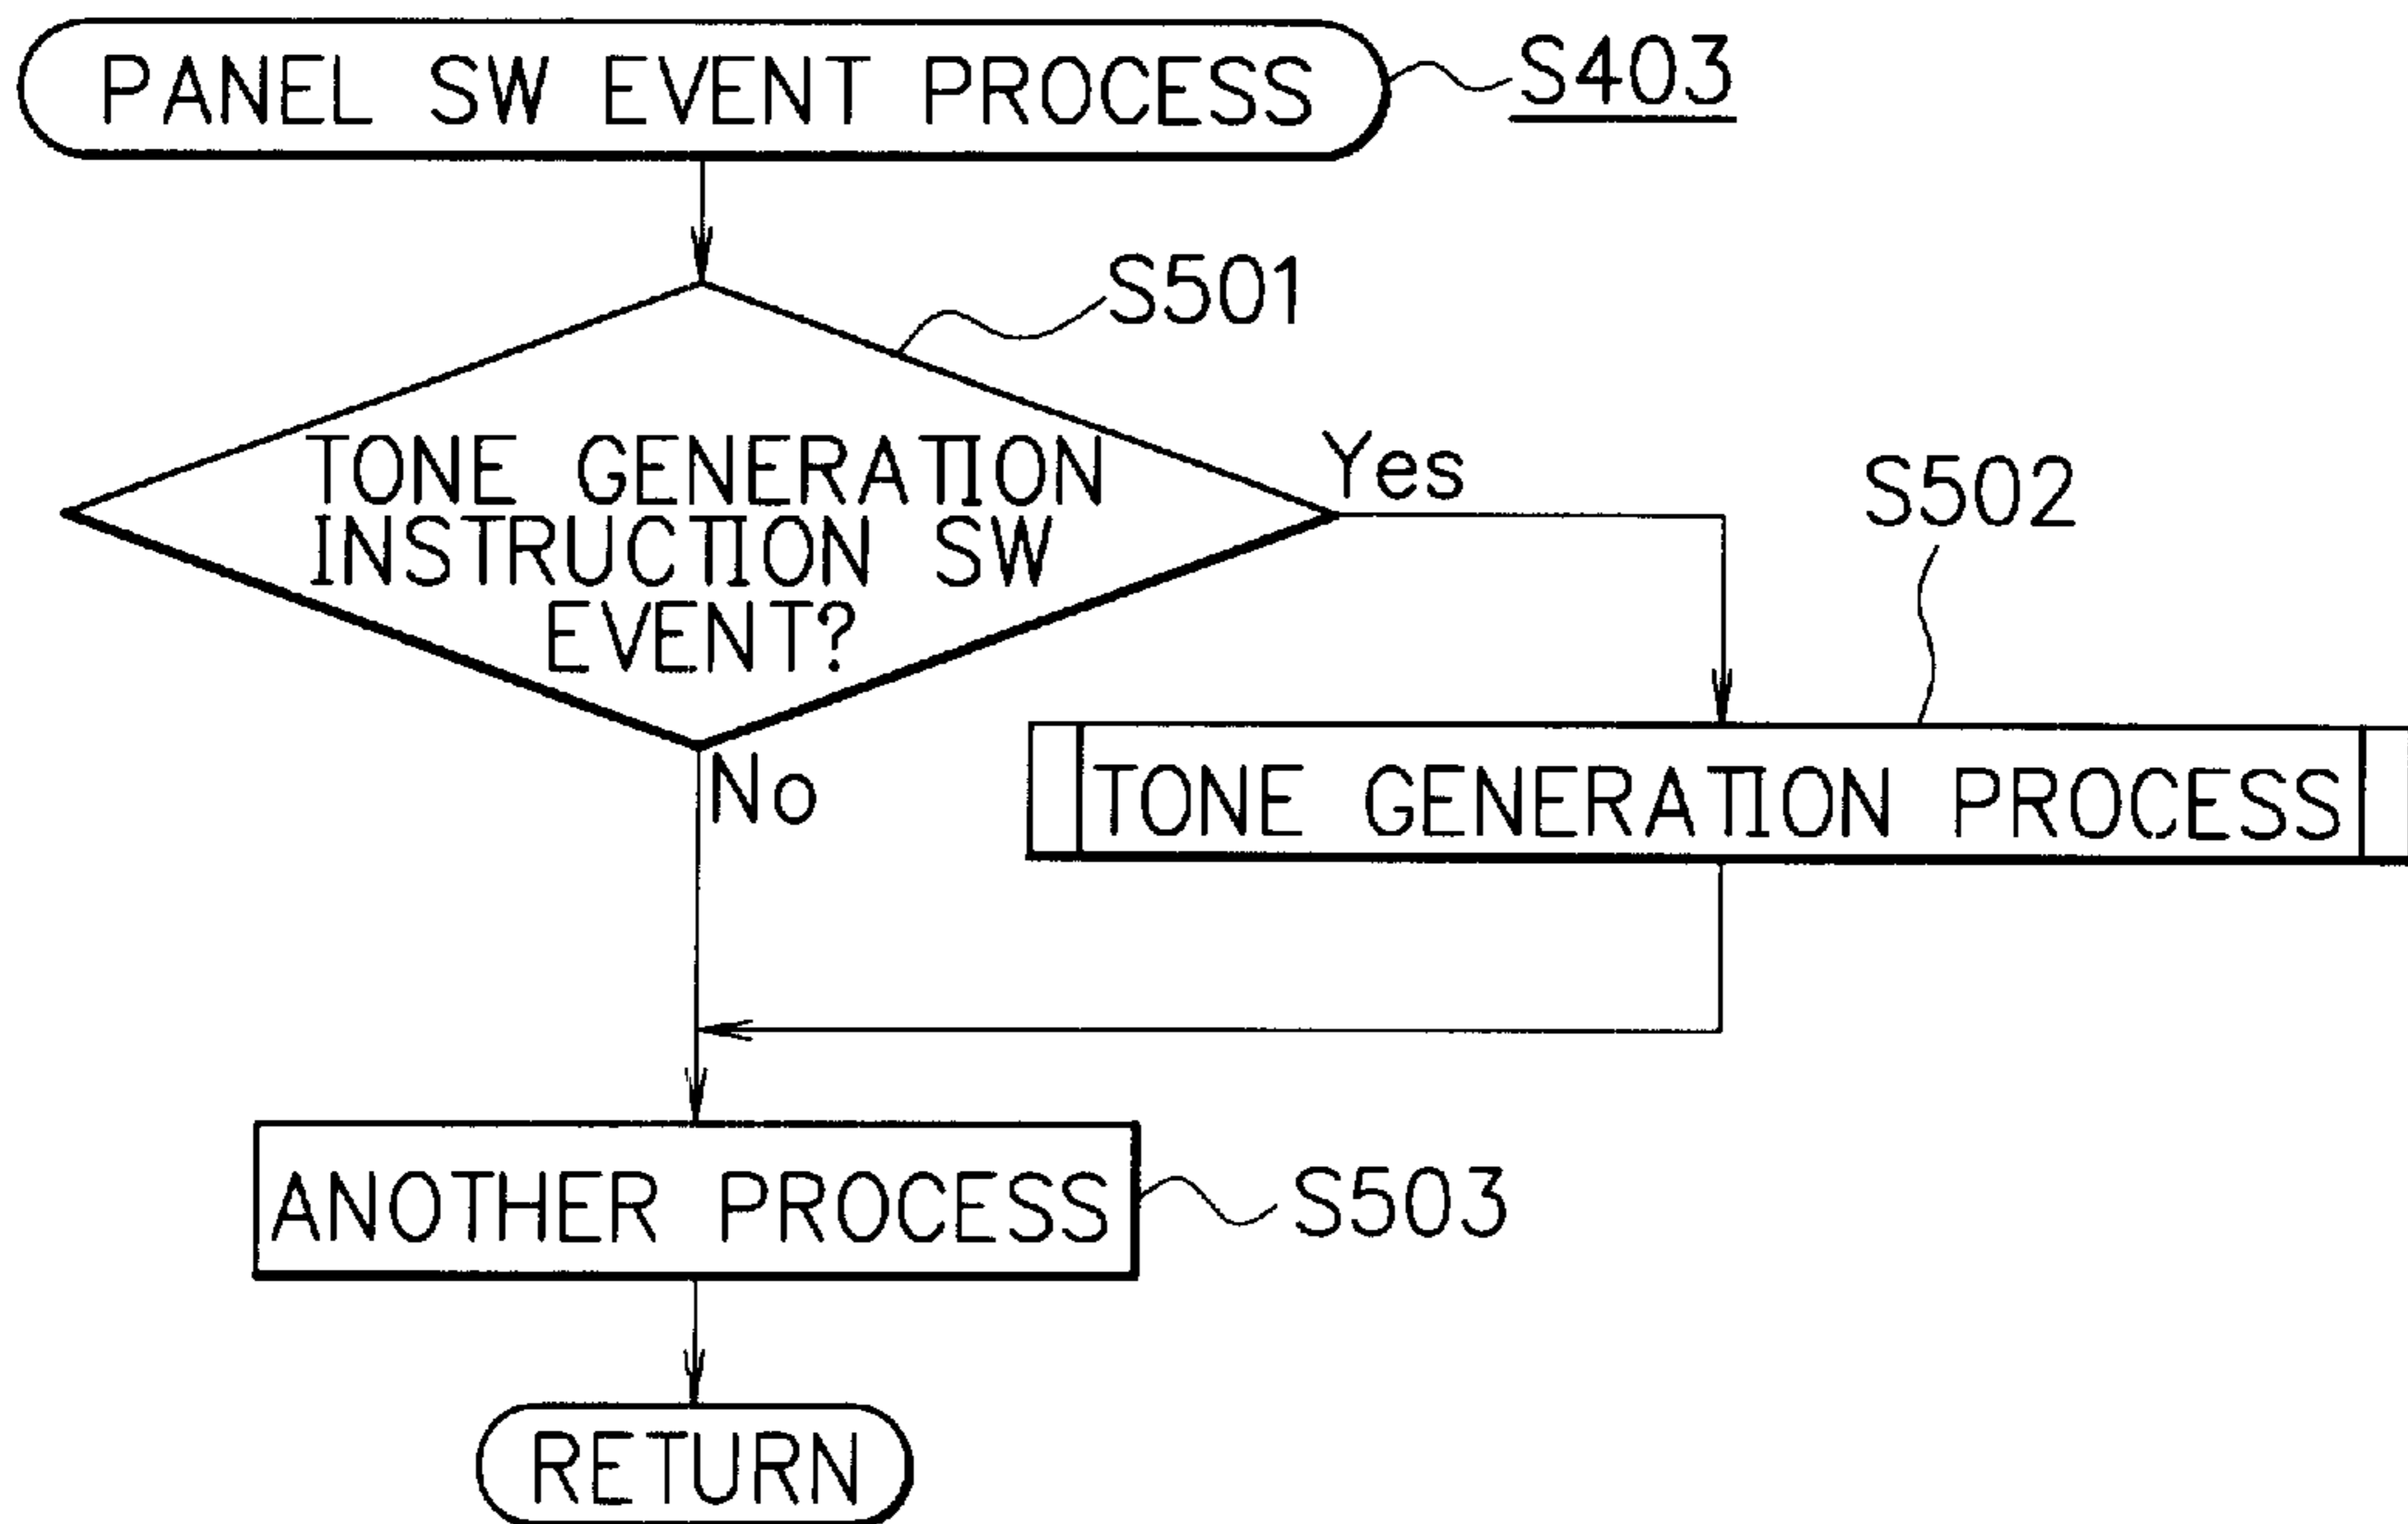 PANEL SW EVENT PROCESS
S403
S501
TONE GENERATION
INSTRUCTION SW
EVENT?
Yes
S502
No
TONE GENERATION PROCESS
ANOTHER PROCESS
S503
RETURN